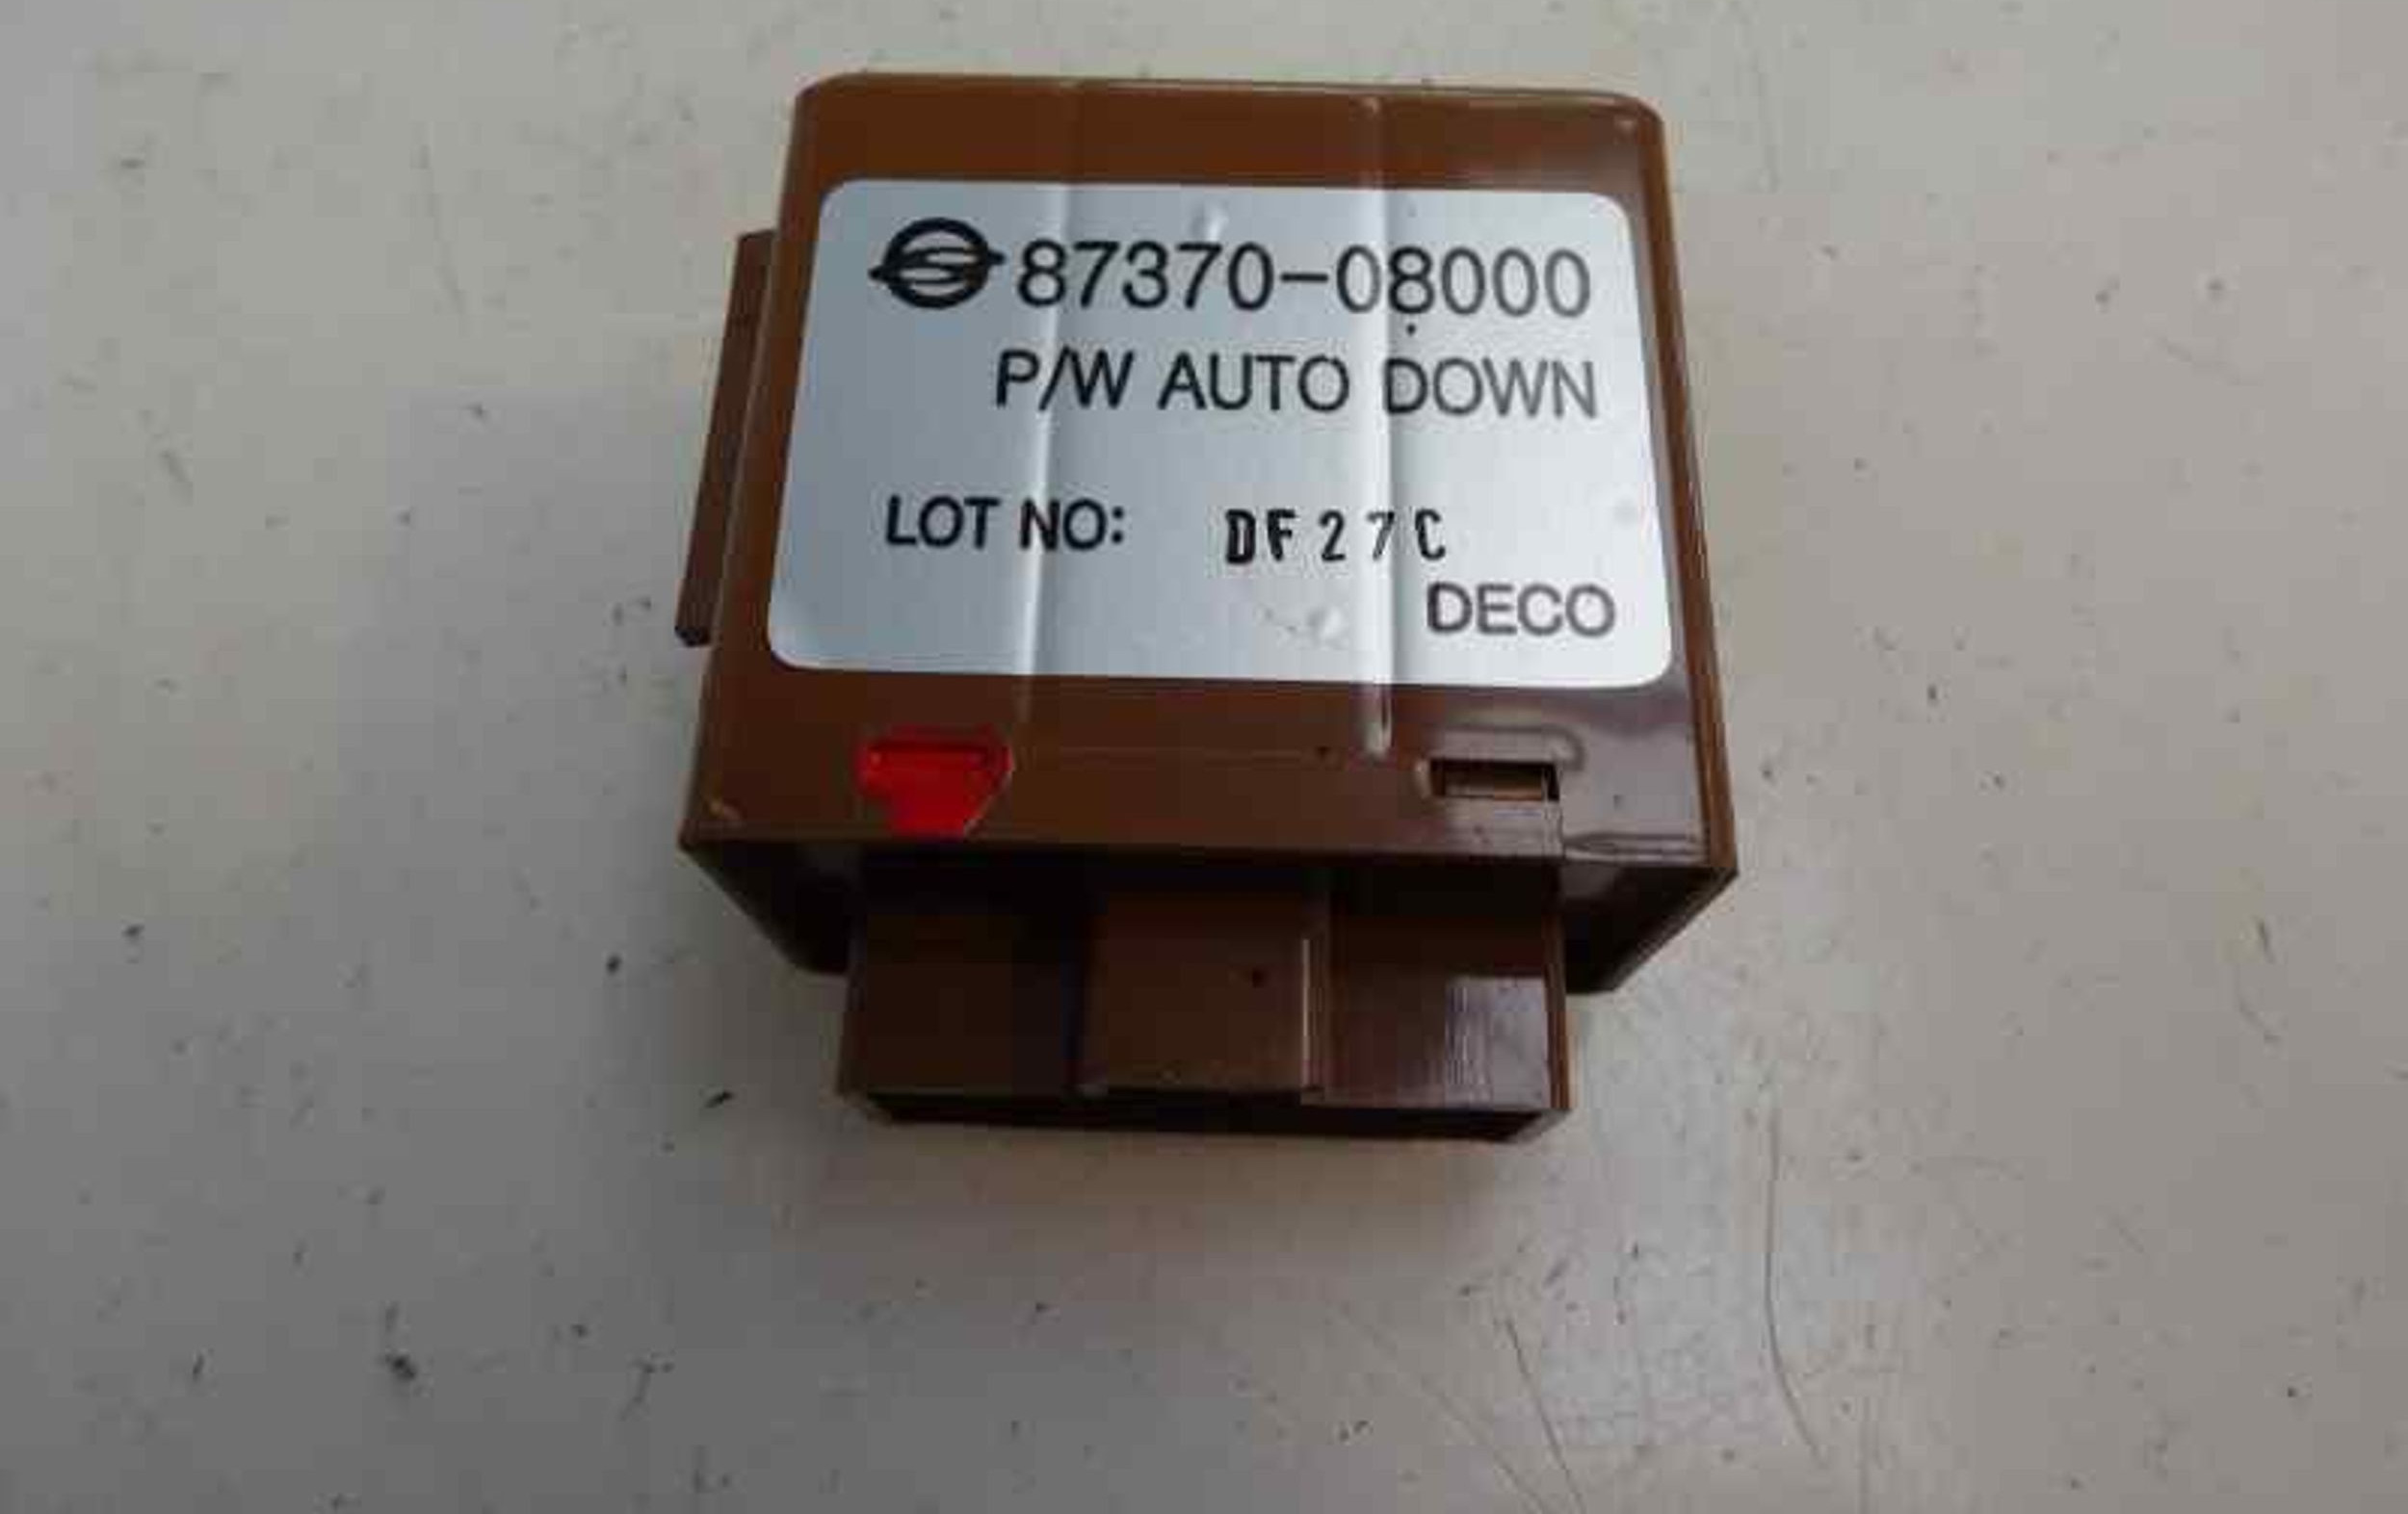 87370-08000
P/W AUTO DOWN
LOT NO: DF27C
DECO